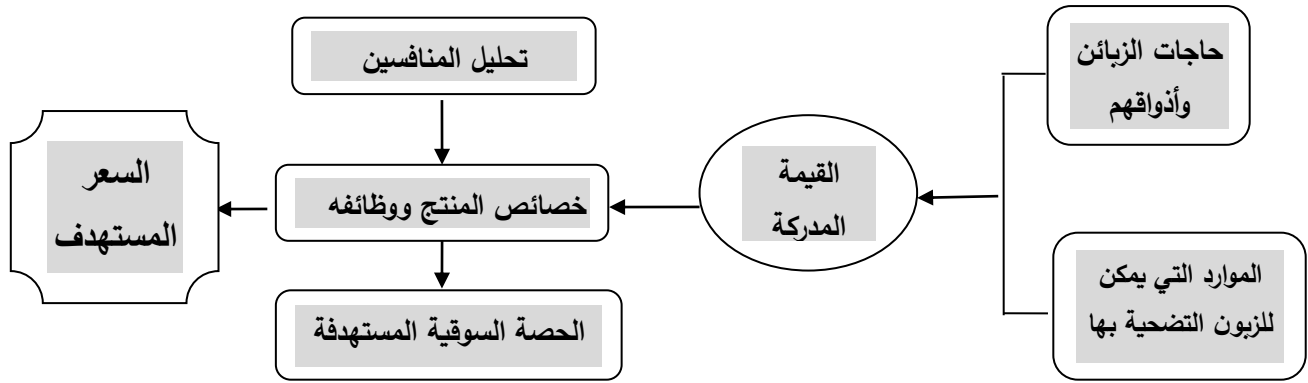 حاجات الزبائن
وأذواقهم
الموارد التي يمكن
للزبون التضحية بها
القيمة
المدركة
تحليل المنافسين
خصائص المنتج ووظائفه
الحصة السوقية المستهدفة
السعر
المستهدف